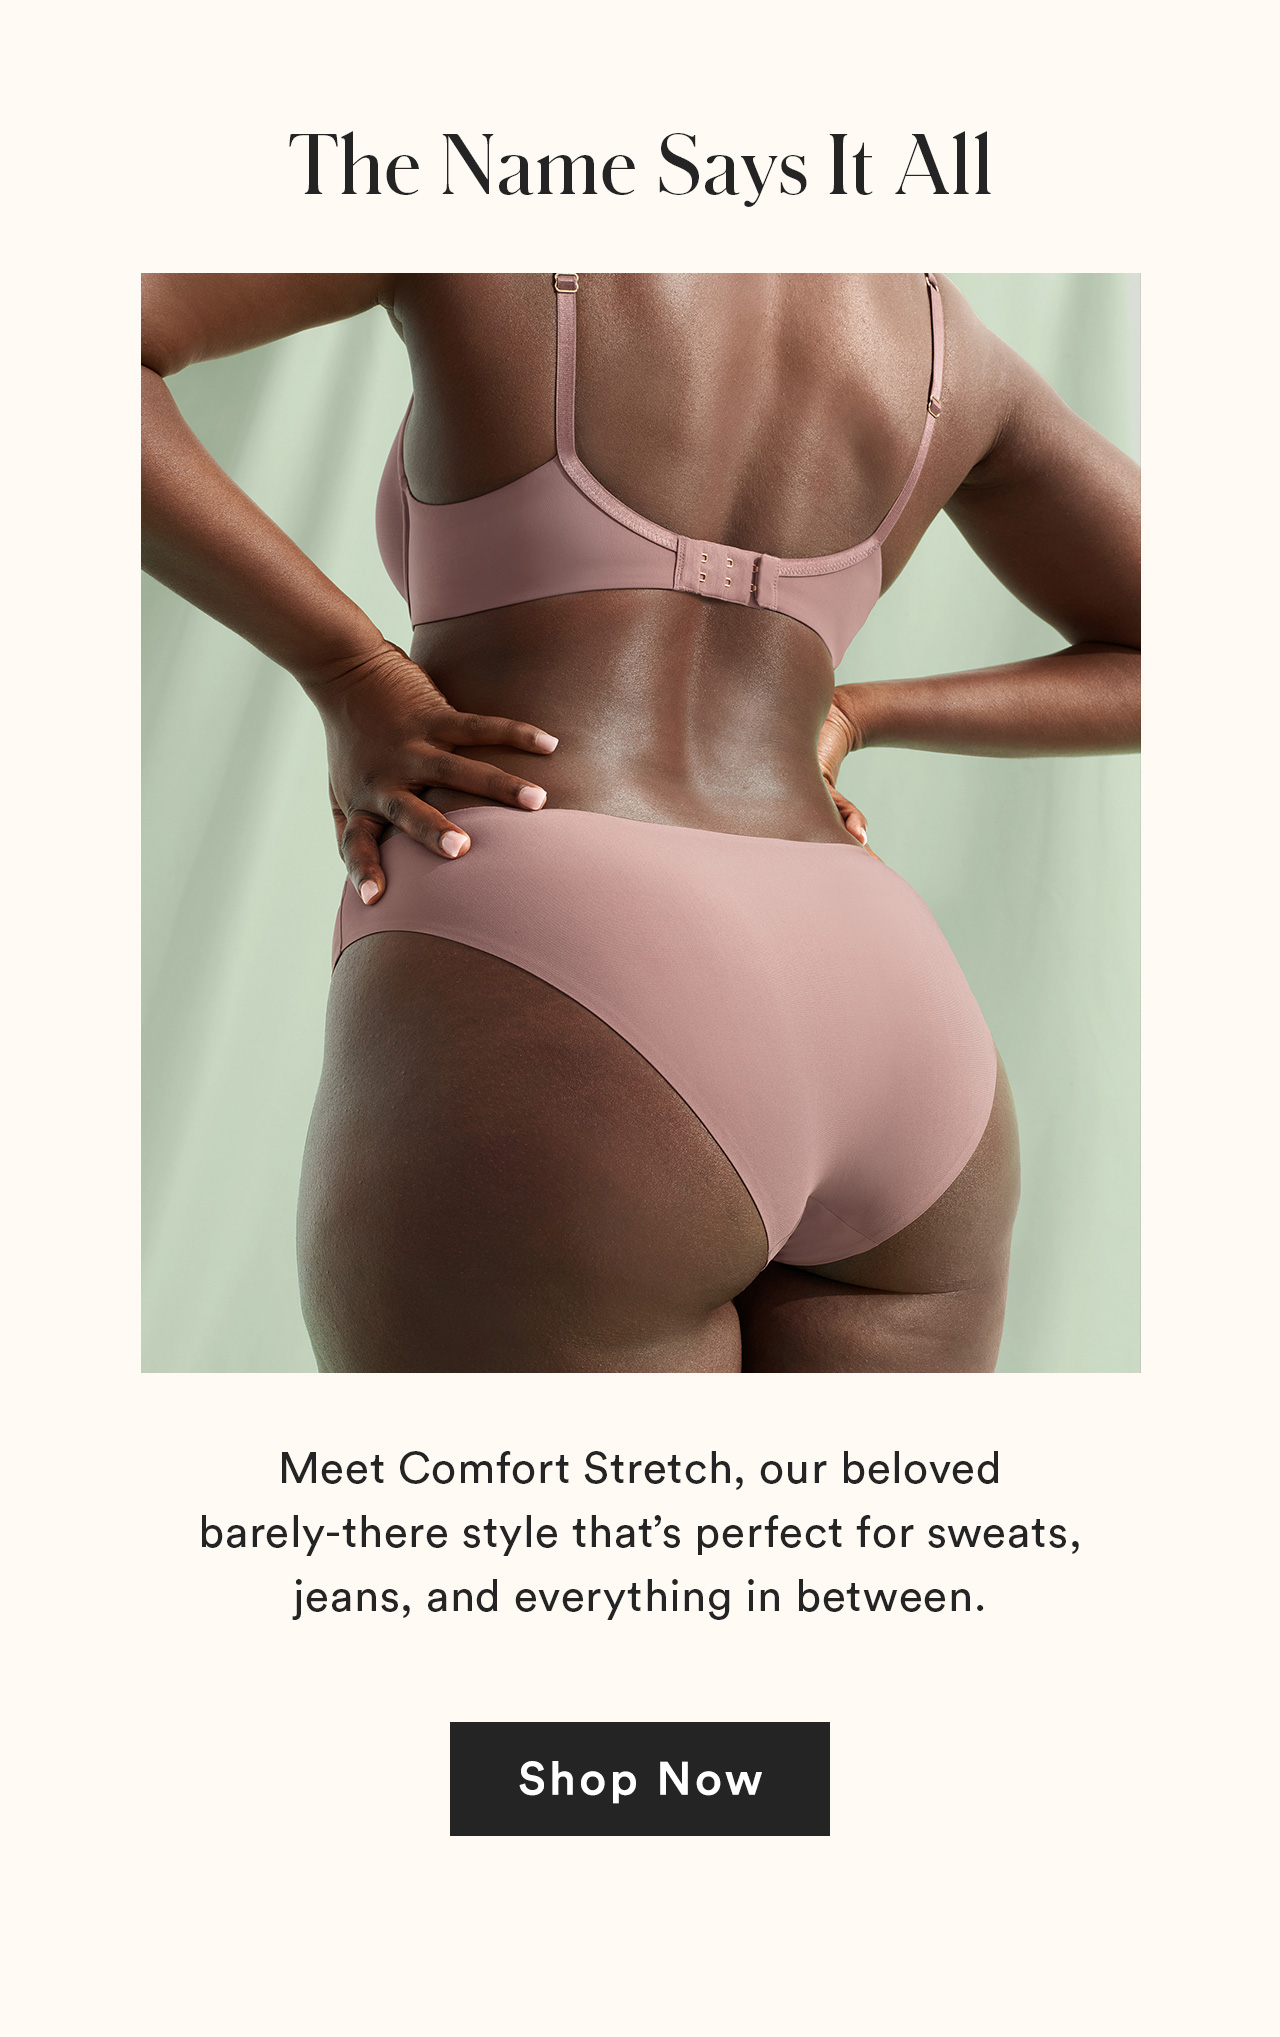 The Name Says It All
Meet Comfort Stretch, our beloved
barely-there style that’s perfect for sweats,
jeans, and everything in between.
Shop Now